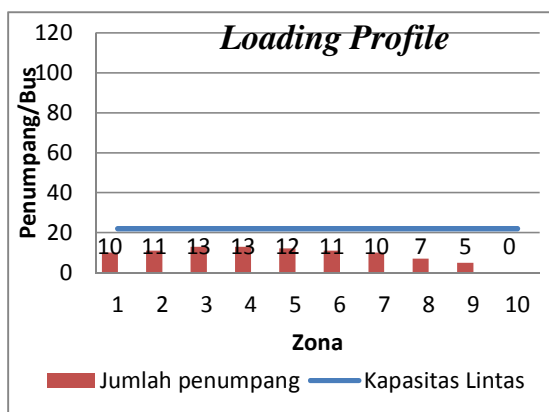 Loading Profile
Penumpang/Bus
120
100
80
60
40
20
0
10 11 13 13 12 11 10 7 5 0
1 2 3 4 5 6 7 8 9 10
Zona
Jumlah penumpang Kapasitas Lintas